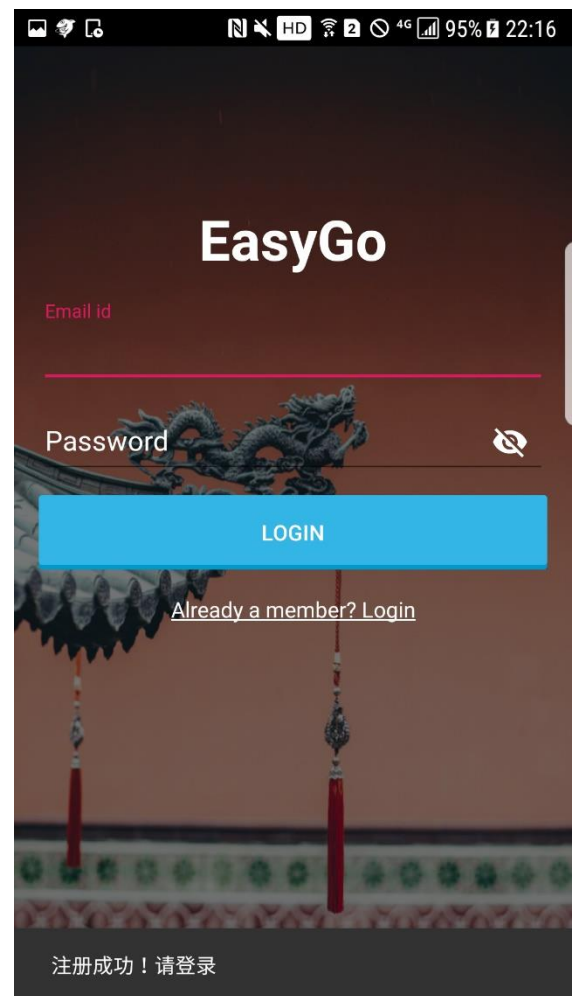 HD 2 4G 95% 22:16
EasyGo
Email id
Password
LOGIN
Already a member? Login
注册成功！请登录